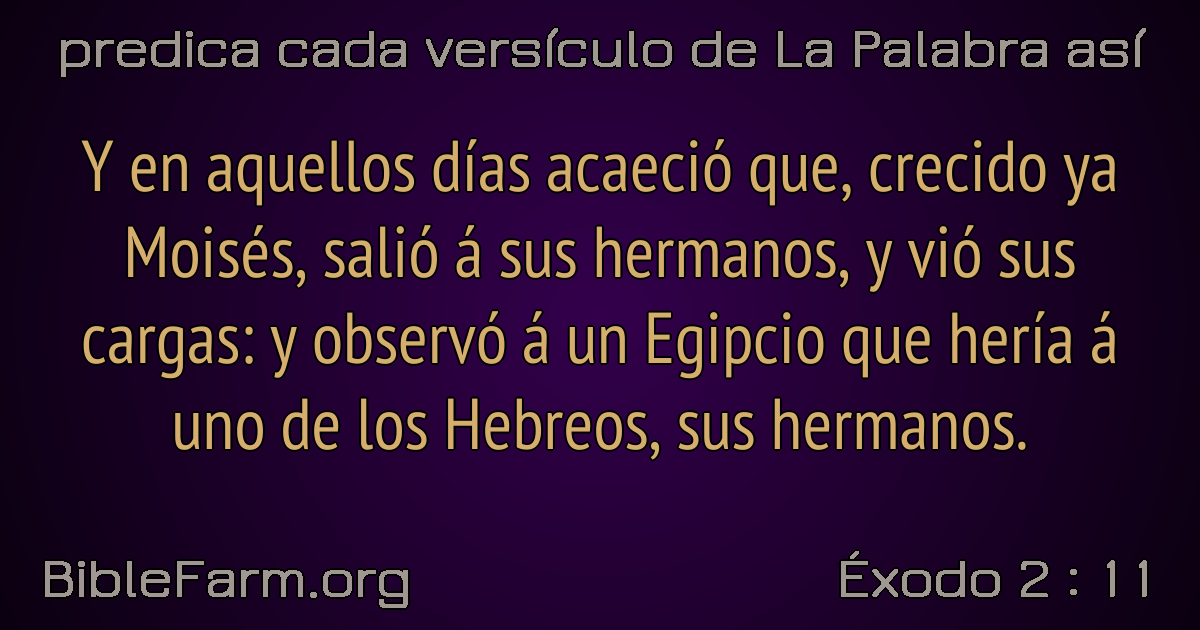 predica cada versículo de La Palabra así
Y en aquellos días acaeció que, crecido ya
Moisés, salió á sus hermanos, y vió sus
cargas: y observó á un Egipcio que hería á
uno de los Hebreos, sus hermanos.
BibleFarm.org
Éxodo 2 : 11